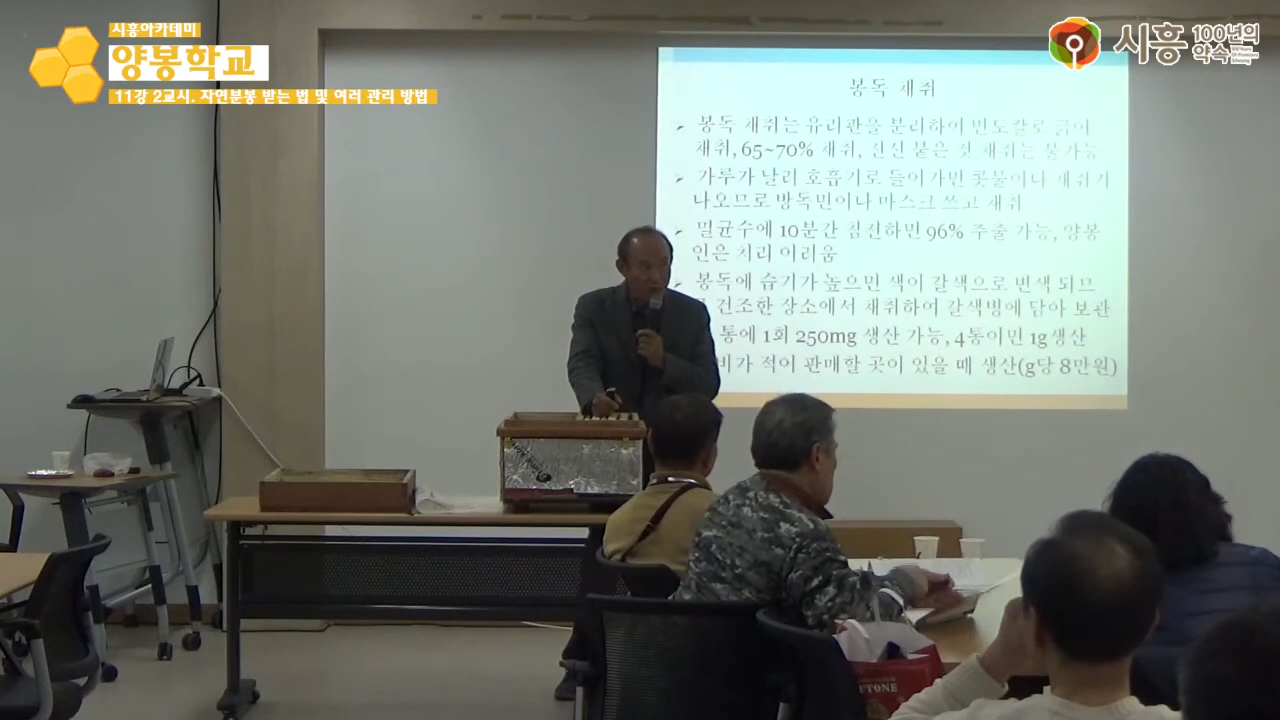 시흥아카데미
양봉학교
11강 2교시. 자연분봉 받는 법 및 여러 관리 방법
시흥 100년의
약속
봉독 채취
봉독 채취는 유리관을 분리하여 면도칼로 긁어
채취, 65~70% 채취, 전선 붙은 것 채취는 불가능
가루가 날려 호흡기로 들어가면 콧물이나 재취기
나오므로 방독면이나 마스크 쓰고 채취
멸균수에 10분간 침전하면 96% 추출 가능, 양봉
인은 처리 어려움
봉독에 습기가 높으면 색이 갈색으로 변색 되므
건조한 장소에서 채취하여 갈색병에 담아 보관
통에 1회 250mg 생산 가능, 4통이면 1g생산
비가 적어 판매할 곳이 있을 때 생산(g당 8만원)